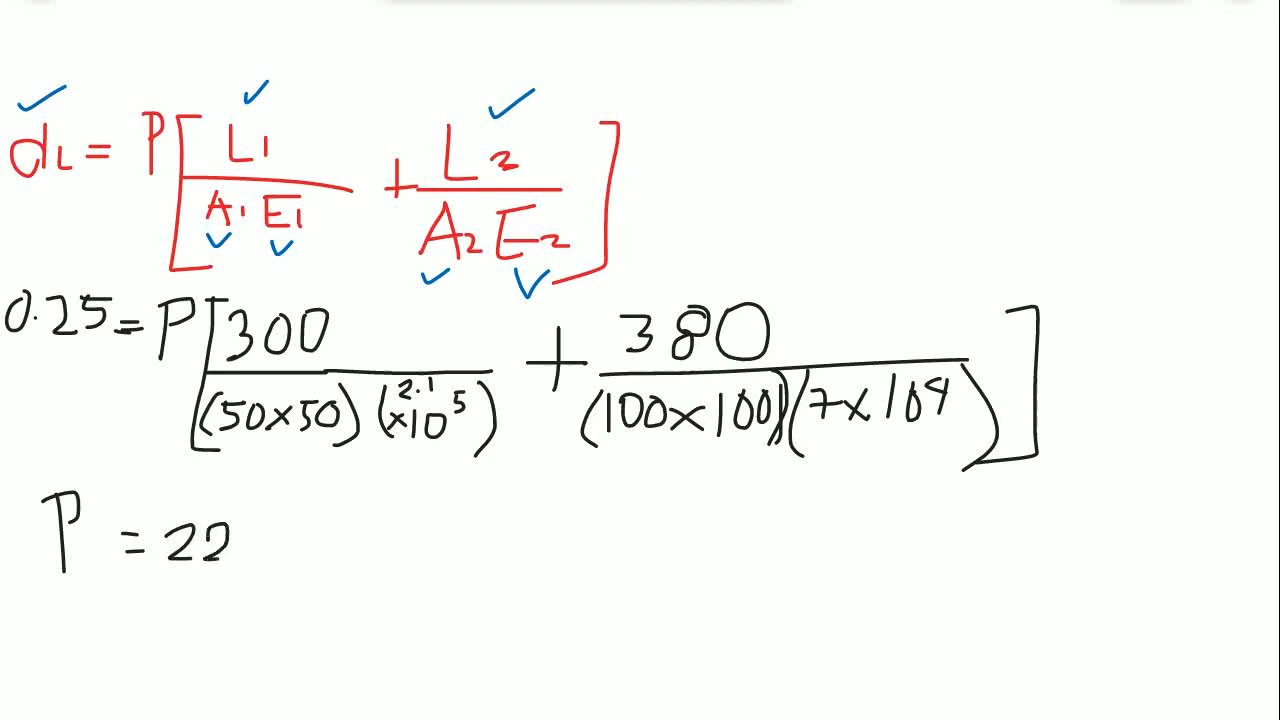 dL = P[ L1 / A1 E1 + L2 / A2 E2 ]
0.25 = P[ 300 / (50×50) (2.1×10^5) + 380 / (100×100)(7×10^4) ]
P = 22